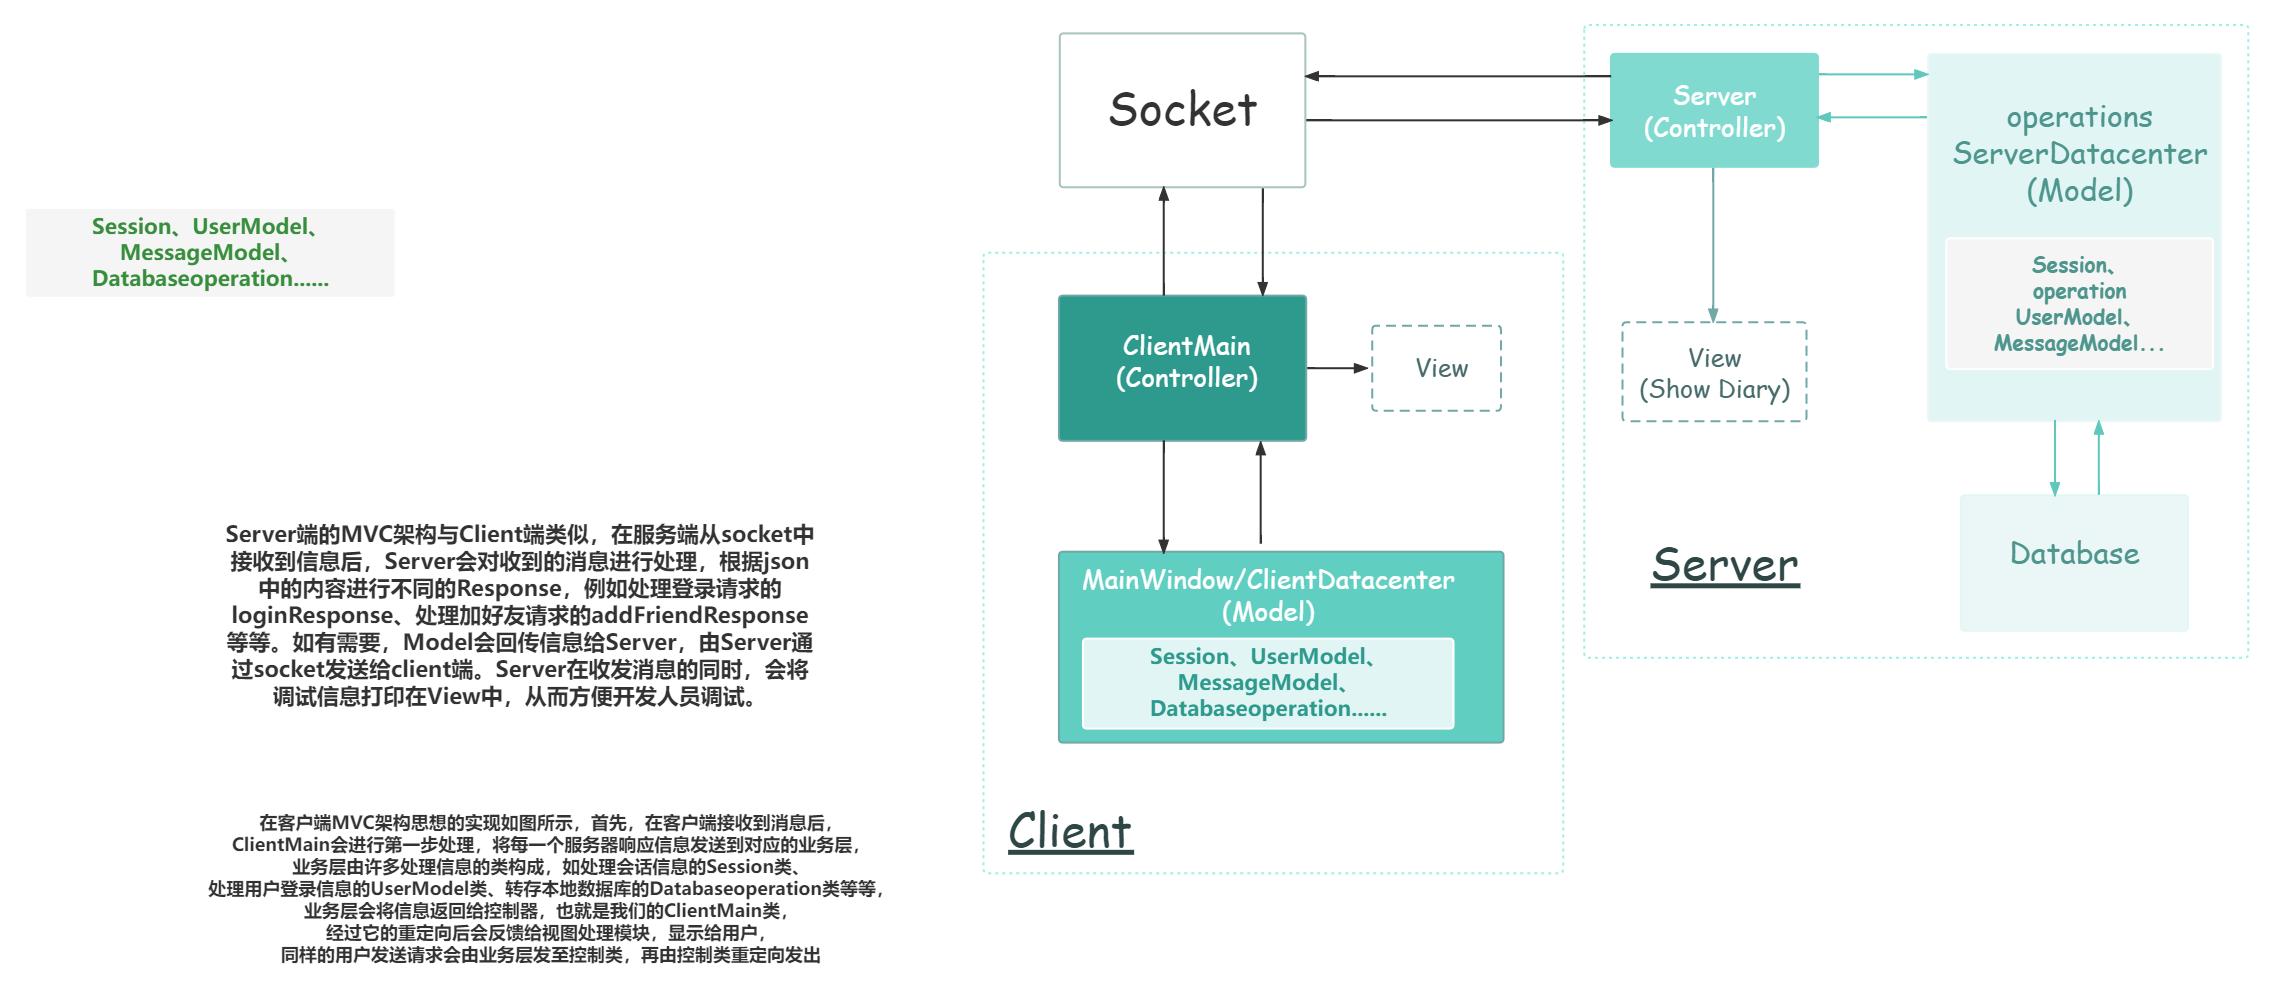 Socket
Server
(Controller)
operations
ServerDatacenter
(Model)
Session、
operation
UserModel、
MessageModel...
Session、UserModel、
MessageModel、
Databaseoperation......
ClientMain
(Controller)
View
View
(Show Diary)
Database
Server
Server端的MVC架构与Client端类似，在服务端从socket中
接收到信息后，Server会对收到的消息进行处理，根据json
中的内容进行不同的Response，例如处理登录请求的
loginResponse、处理加好友请求的addFriendResponse
等等。如有需要，Model会回传信息给Server，由Server通
过socket发送给client端。Server在收发消息的同时，会将
调试信息打印在View中，从而方便开发人员调试。
MainWindow/ClientDatacenter
(Model)
Session、UserModel、
MessageModel、
Databaseoperation......
Client
在客户端MVC架构思想的实现如图所示，首先，在客户端接收到消息后，
ClientMain会进行第一步处理，将每一个服务器响应信息发送到对应的业务层，
业务层由许多处理信息的类构成，如处理会话信息的Session类、
处理用户登录信息的UserModel类、转存本地数据库的Databaseoperation类等等，
业务层会将信息返回给控制器，也就是我们的ClientMain类，
经过它的重定向后会反馈给视图处理模块，显示给用户，
同样的用户发送请求会由业务层发至控制类，再由控制类重定向发出